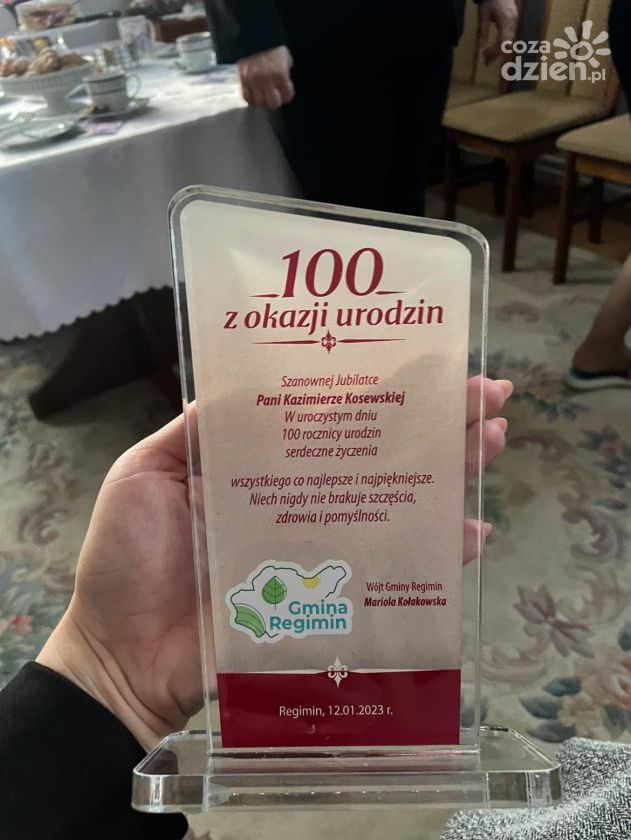 coza
dzien.pl
100
z okazji urodzin
Szanownej Jubilatce
Pani Kazimierze Kosewskiej
W uroczystym dniu
100 rocznicy urodzin
serdeczne życzenia
wszystkiego co najlepsze i najpiękniejsze.
Niech nigdy nie brakuje szczęścia,
zdrowia i pomyślności.
Gmina
Regimin
Wójt Gminy Regimin
Mariola Kołakowska
Regimin, 12.01.2023 r.